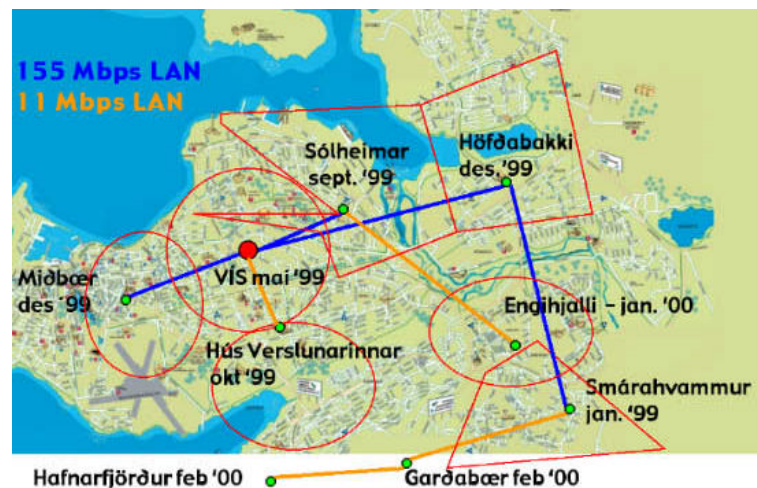 155 Mbps LAN
11 Mbps LAN
Sólheimar
sept. '99
Höfðabakki
des. '99
Miðbær
des '99
VÍS mai '99
Engihjalli – jan. '00
Hús Verslunarinnar
okt '99
Smárahvammur
jan. '99
Hafnarfjörður feb '00
Garðabær feb '00